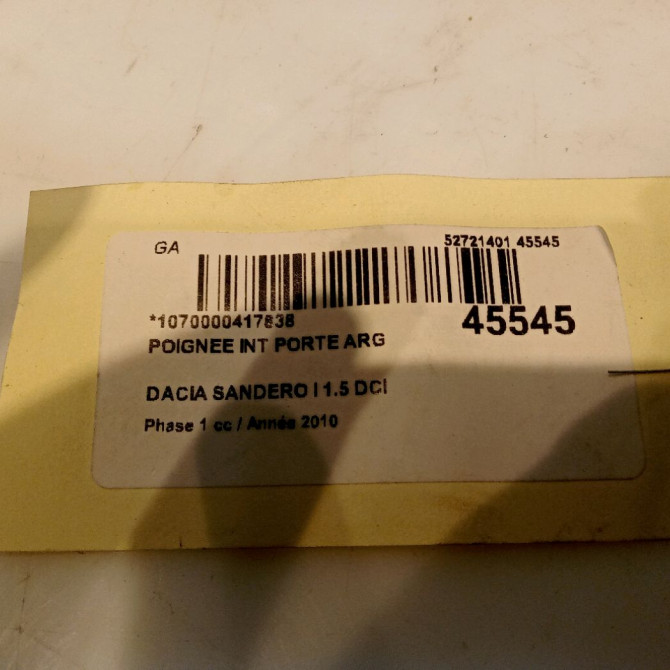 GA 52721401 45545
*1070000417838 45545
POIGNEE INT PORTE ARG
DACIA SANDERO I 1.5 DCI
Phase 1 cc / Année 2010